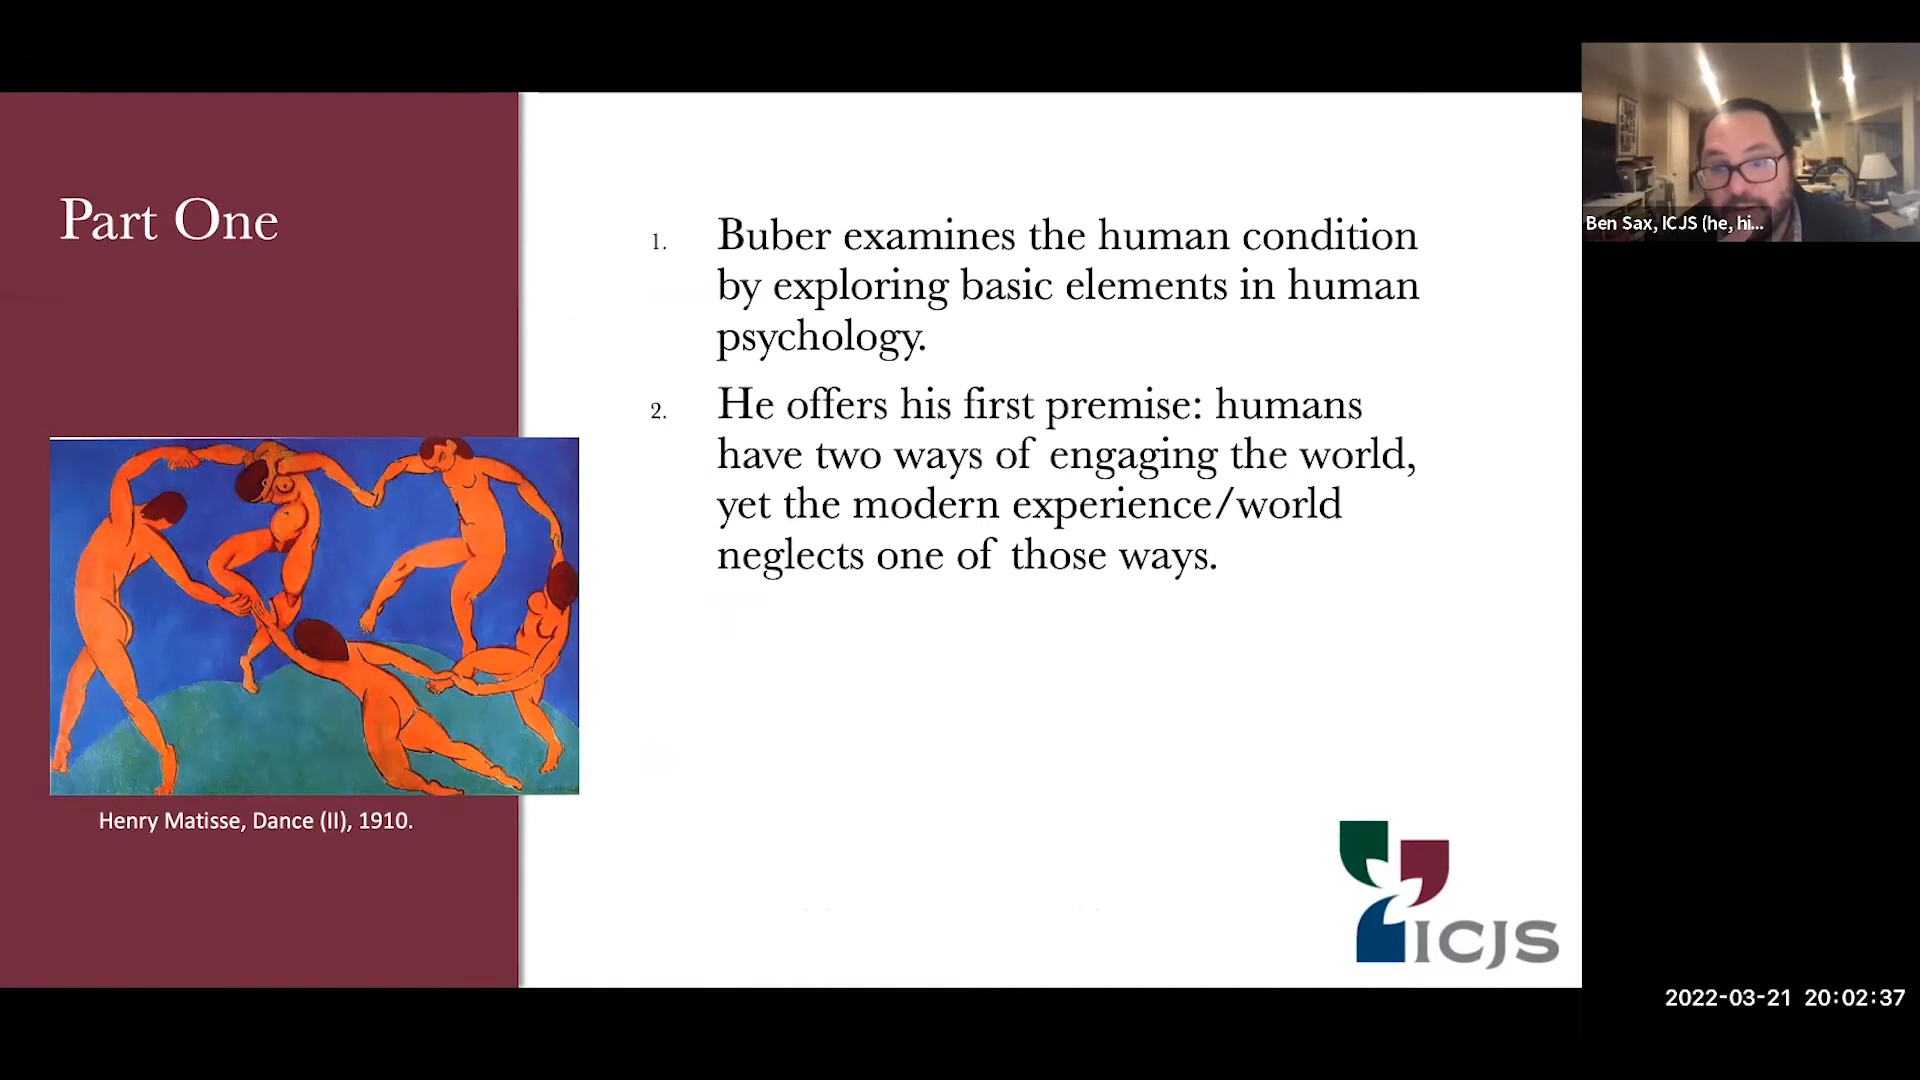 Part One
1. Buber examines the human condition
by exploring basic elements in human
psychology.
2. He offers his first premise: humans
have two ways of engaging the world,
yet the modern experience/world
neglects one of those ways.
Henry Matisse, Dance (II), 1910.
ICJS
Ben Sax, ICJS (he, hi...
2022-03-21 20:02:37